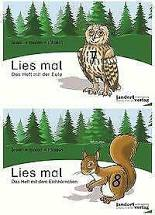 Lies mal
Das Heft mit der Eule
7
jandorf verlag
Lies mal
Das Heft mit dem Eichhörnchen
8
jandorf verlag